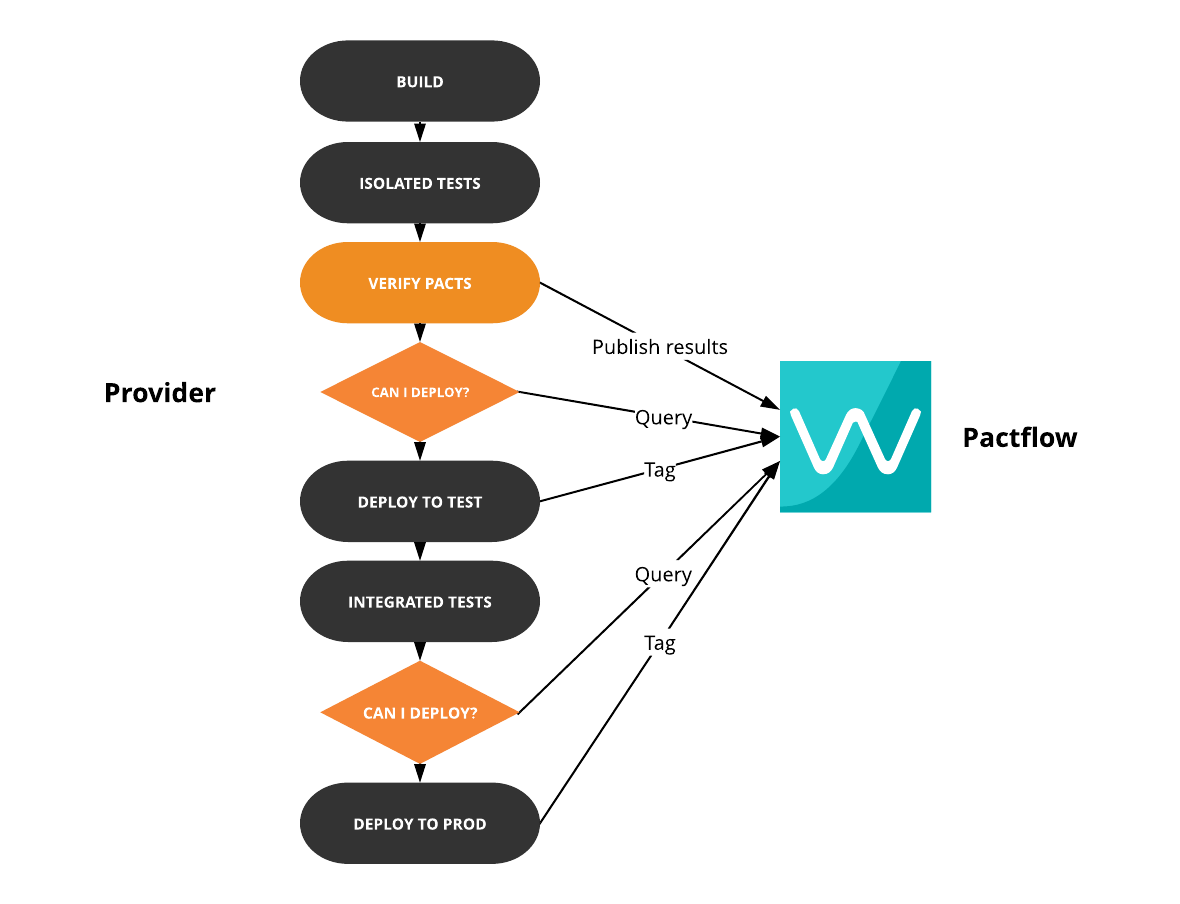 BUILD
ISOLATED TESTS
VERIFY PACTS
Publish results
CAN I DEPLOY?
Provider
Query
Pactflow
Tag
DEPLOY TO TEST
Query
INTEGRATED TESTS
Tag
CAN I DEPLOY?
DEPLOY TO PROD